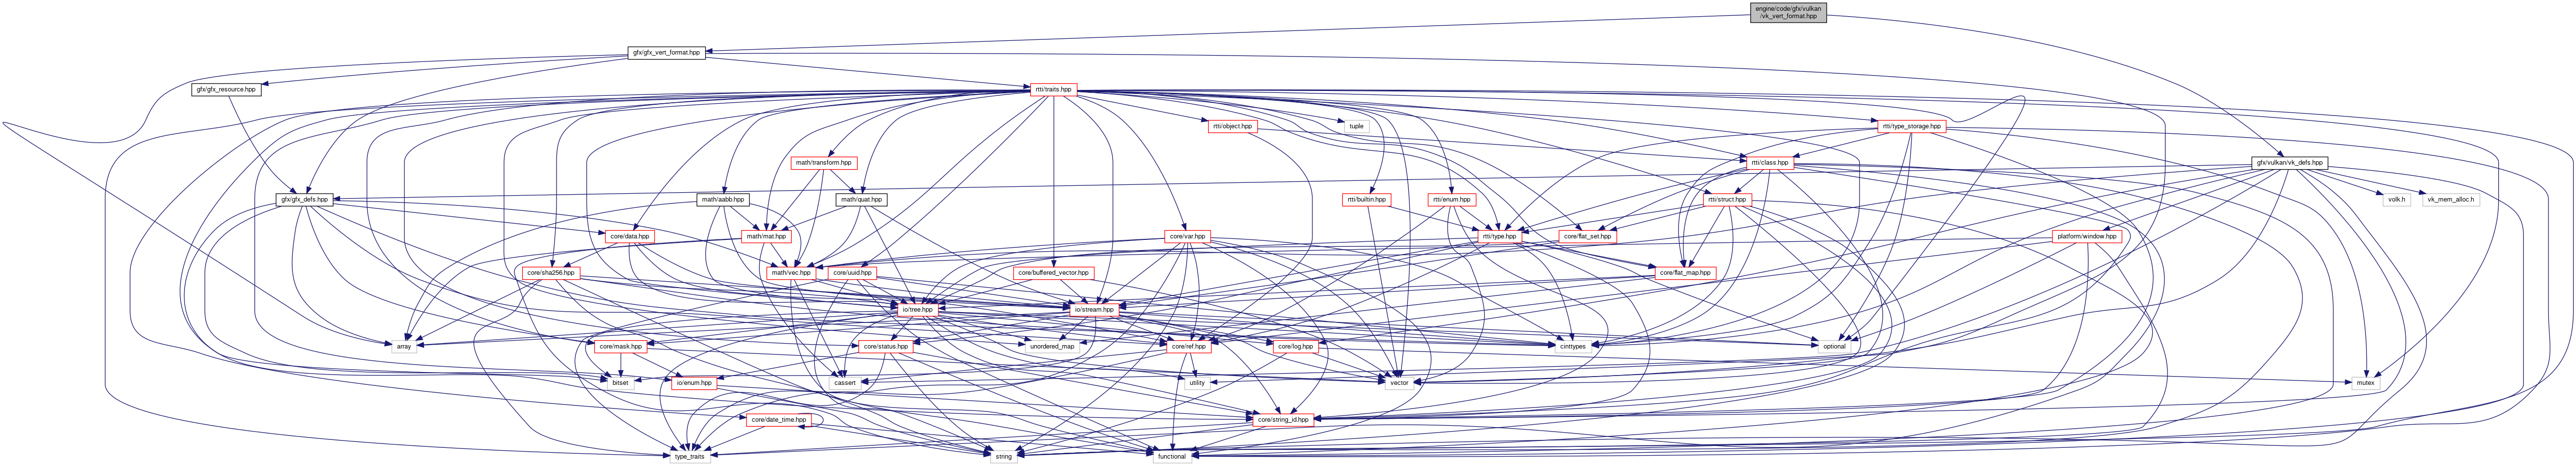 engine/code/gfx/vulkan
/vk_vert_format.hpp
gfx/gfx_vert_format.hpp
gfx/gfx_resource.hpp
rtti/traits.hpp
rtti/object.hpp
tuple
rtti/type_storage.hpp
math/transform.hpp
rtti/class.hpp
gfx/vulkan/vk_defs.hpp
gfx/gfx_defs.hpp
math/aabb.hpp
math/quat.hpp
rtti/builtin.hpp
rtti/enum.hpp
rtti/struct.hpp
volk.h
vk_mem_alloc.h
core/data.hpp
math/mat.hpp
core/var.hpp
rtti/type.hpp
core/flat_set.hpp
platform/window.hpp
core/sha256.hpp
math/vec.hpp
core/uuid.hpp
core/buffered_vector.hpp
core/flat_map.hpp
io/tree.hpp
io/stream.hpp
array
core/mask.hpp
core/status.hpp
unordered_map
core/ref.hpp
core/log.hpp
cinttypes
optional
bitset
io/enum.hpp
cassert
utility
vector
mutex
core/date_time.hpp
core/string_id.hpp
type_traits
string
functional